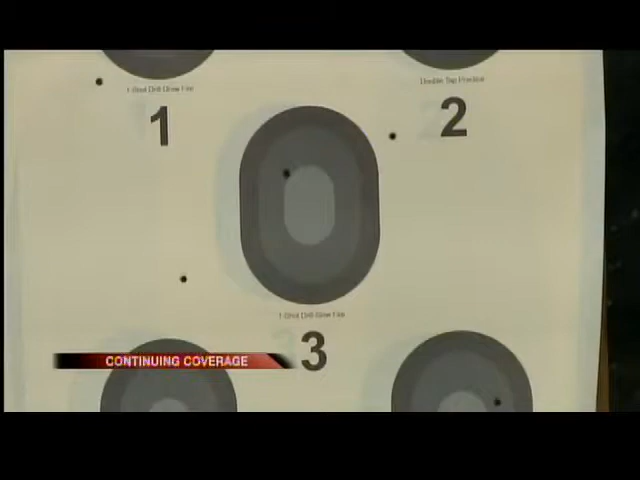 1 Shot Drill Slow Fire
Double Tap Practice
1
2
1 Shot Drill Slow Fire
3
CONTINUING COVERAGE